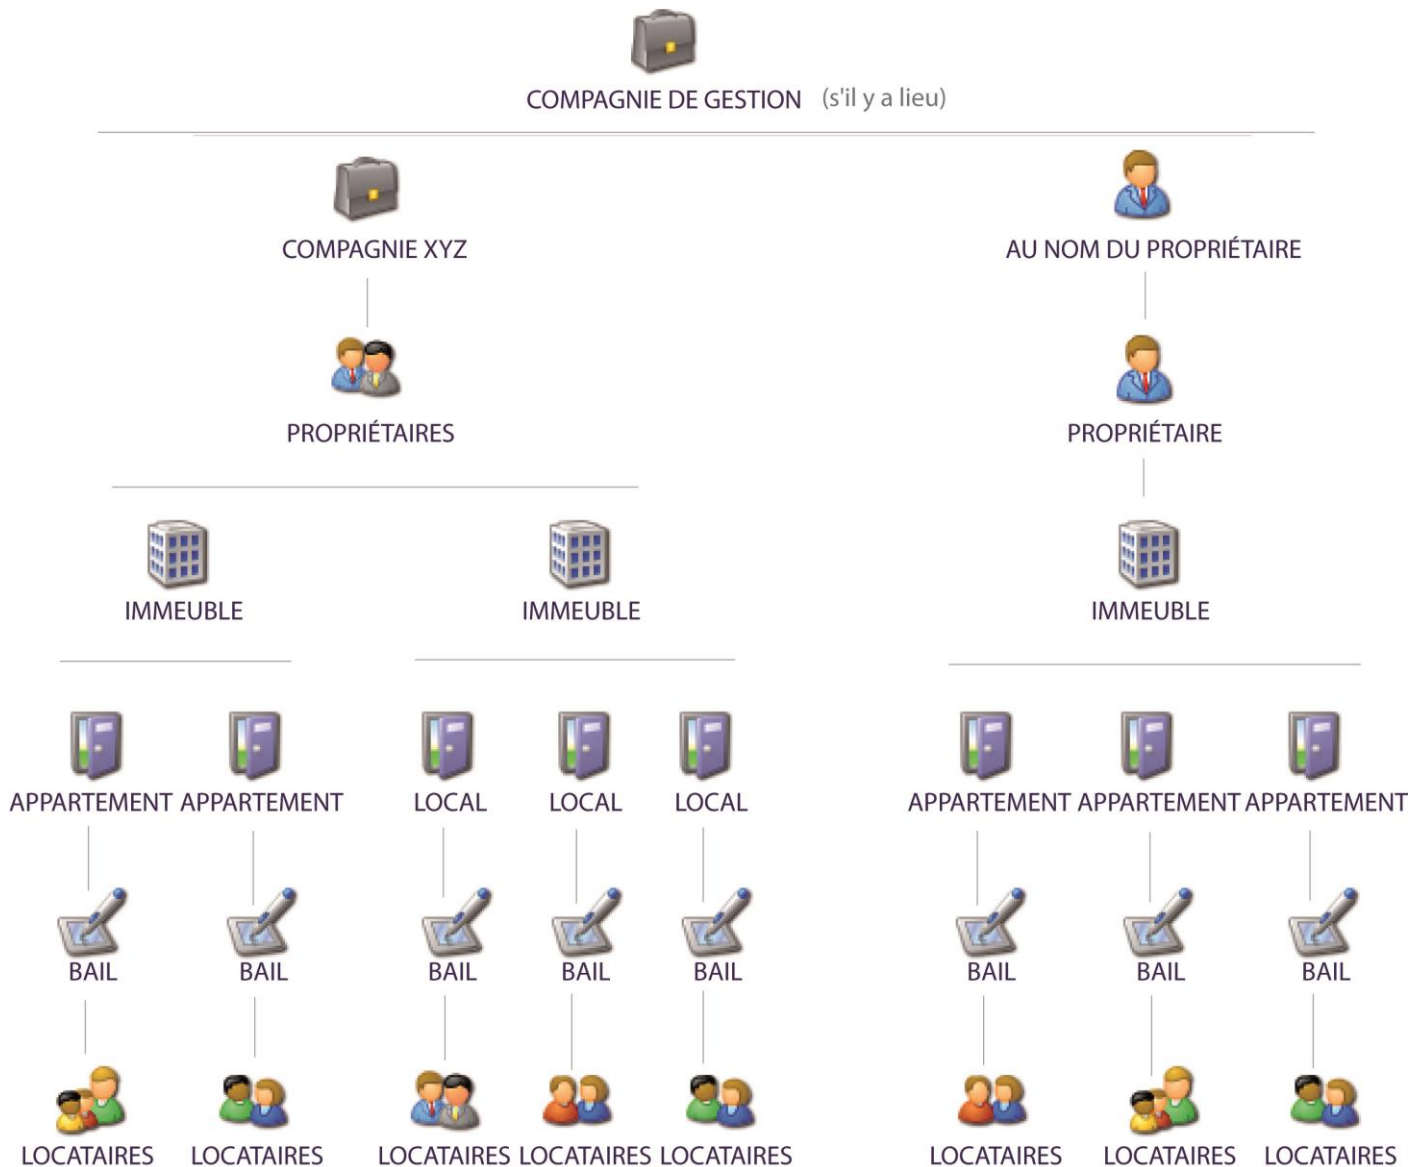 COMPAGNIE DE GESTION (s'il y a lieu)
COMPAGNIE XYZ AU NOM DU PROPRIÉTAIRE
PROPRIÉTAIRES PROPRIÉTAIRE
IMMEUBLE IMMEUBLE IMMEUBLE
APPARTEMENT APPARTEMENT LOCAL LOCAL LOCAL APPARTEMENT APPARTEMENT APPARTEMENT
BAIL BAIL BAIL BAIL BAIL BAIL BAIL BAIL
LOCATAIRES LOCATAIRES LOCATAIRES LOCATAIRES LOCATAIRES LOCATAIRES LOCATAIRES LOCATAIRES